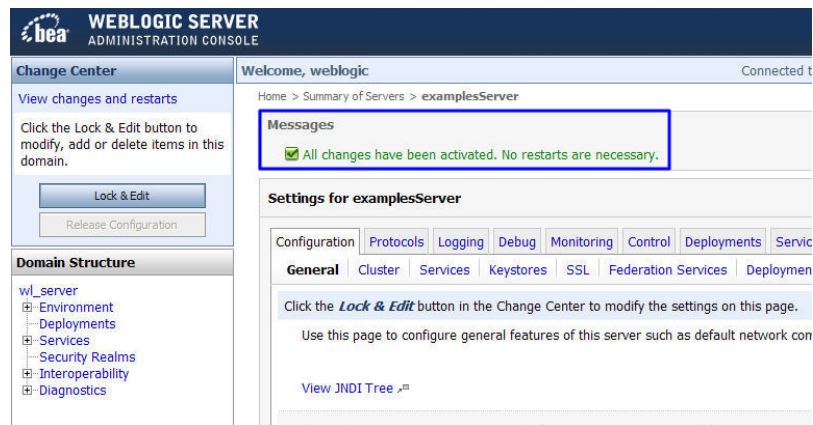 bea
WEBLOGIC SERVER
ADMINISTRATION CONSOLE
Change Center
View changes and restarts
Click the Lock & Edit button to
modify, add or delete items in this
domain.
Lock & Edit
Release Configuration
Domain Structure
wl_server
Environment
Deployments
Services
Security Realms
Interoperability
Diagnostics
Welcome, weblogic
Connected t
Home > Summary of Servers > examplesServer
Messages
All changes have been activated. No restarts are necessary.
Settings for examplesServer
Configuration Protocols Logging Debug Monitoring Control Deployments Servic
General Cluster Services Keystores SSL Federation Services Deploymen
Click the Lock & Edit button in the Change Center to modify the settings on this page.
Use this page to configure general features of this server such as default network com
View JNDI Tree